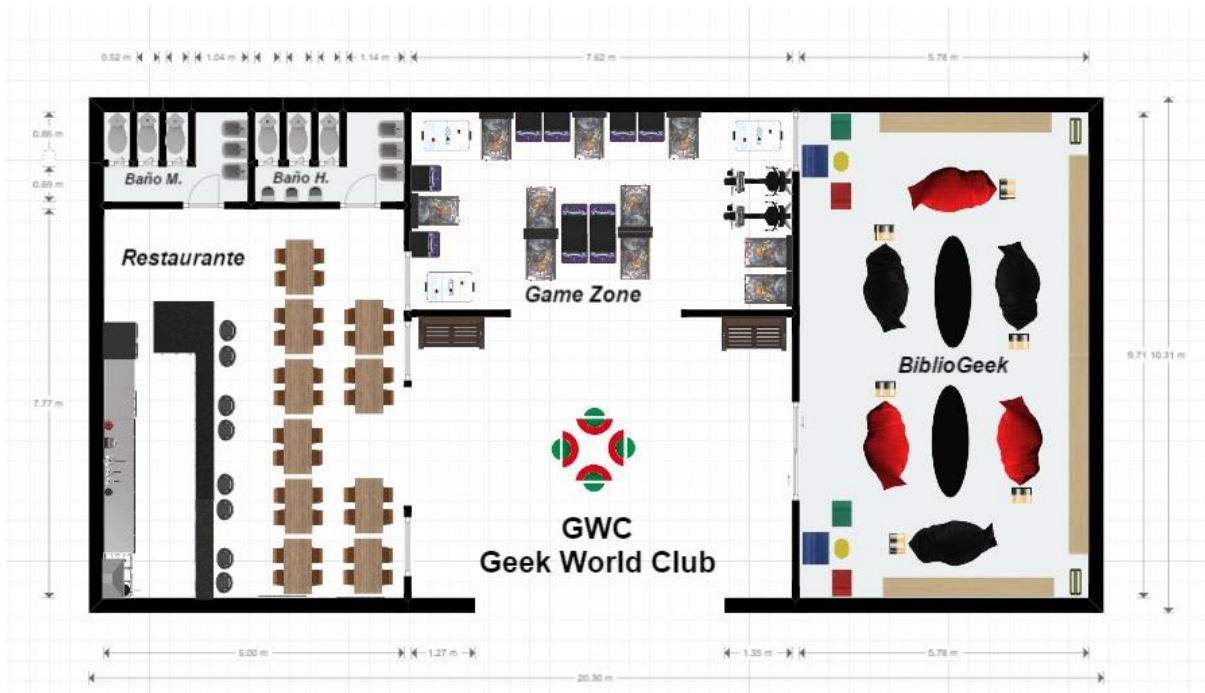 0.52 m
1.04 m
1.14 m
7.62 m
5.78 m
0.86 m
0.69 m
Baño M.
Baño H.
Restaurante
Game Zone
BiblioGeek
9.71
10.31 m
7.77 m
GWC
Geek World Club
1.27 m
1.35 m
5.78 m
20.30 m